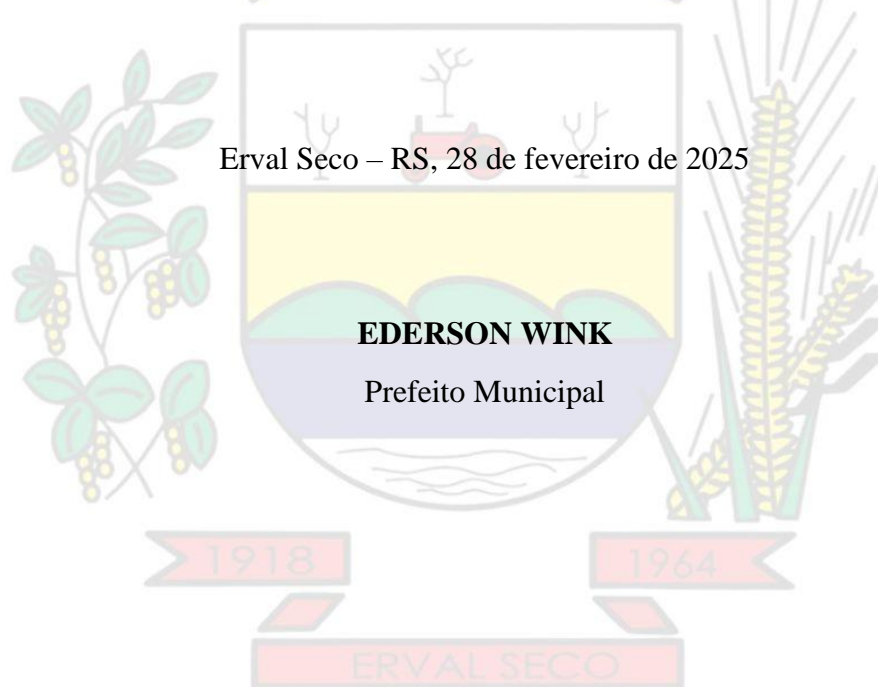 Erval Seco – RS, 28 de fevereiro de 2025
EDERSON WINK
Prefeito Municipal
1918
1964
ERVAL SECO